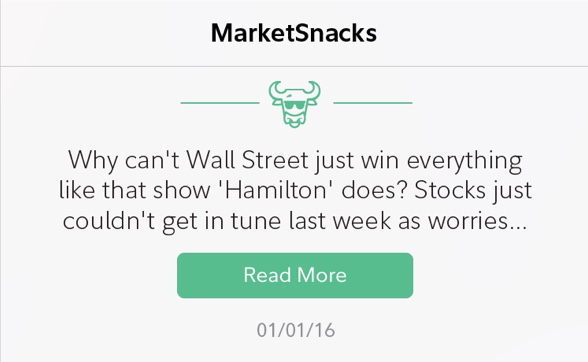 MarketSnacks
Why can't Wall Street just win everything
like that show 'Hamilton' does? Stocks just
couldn't get in tune last week as worries...
Read More
01/01/16